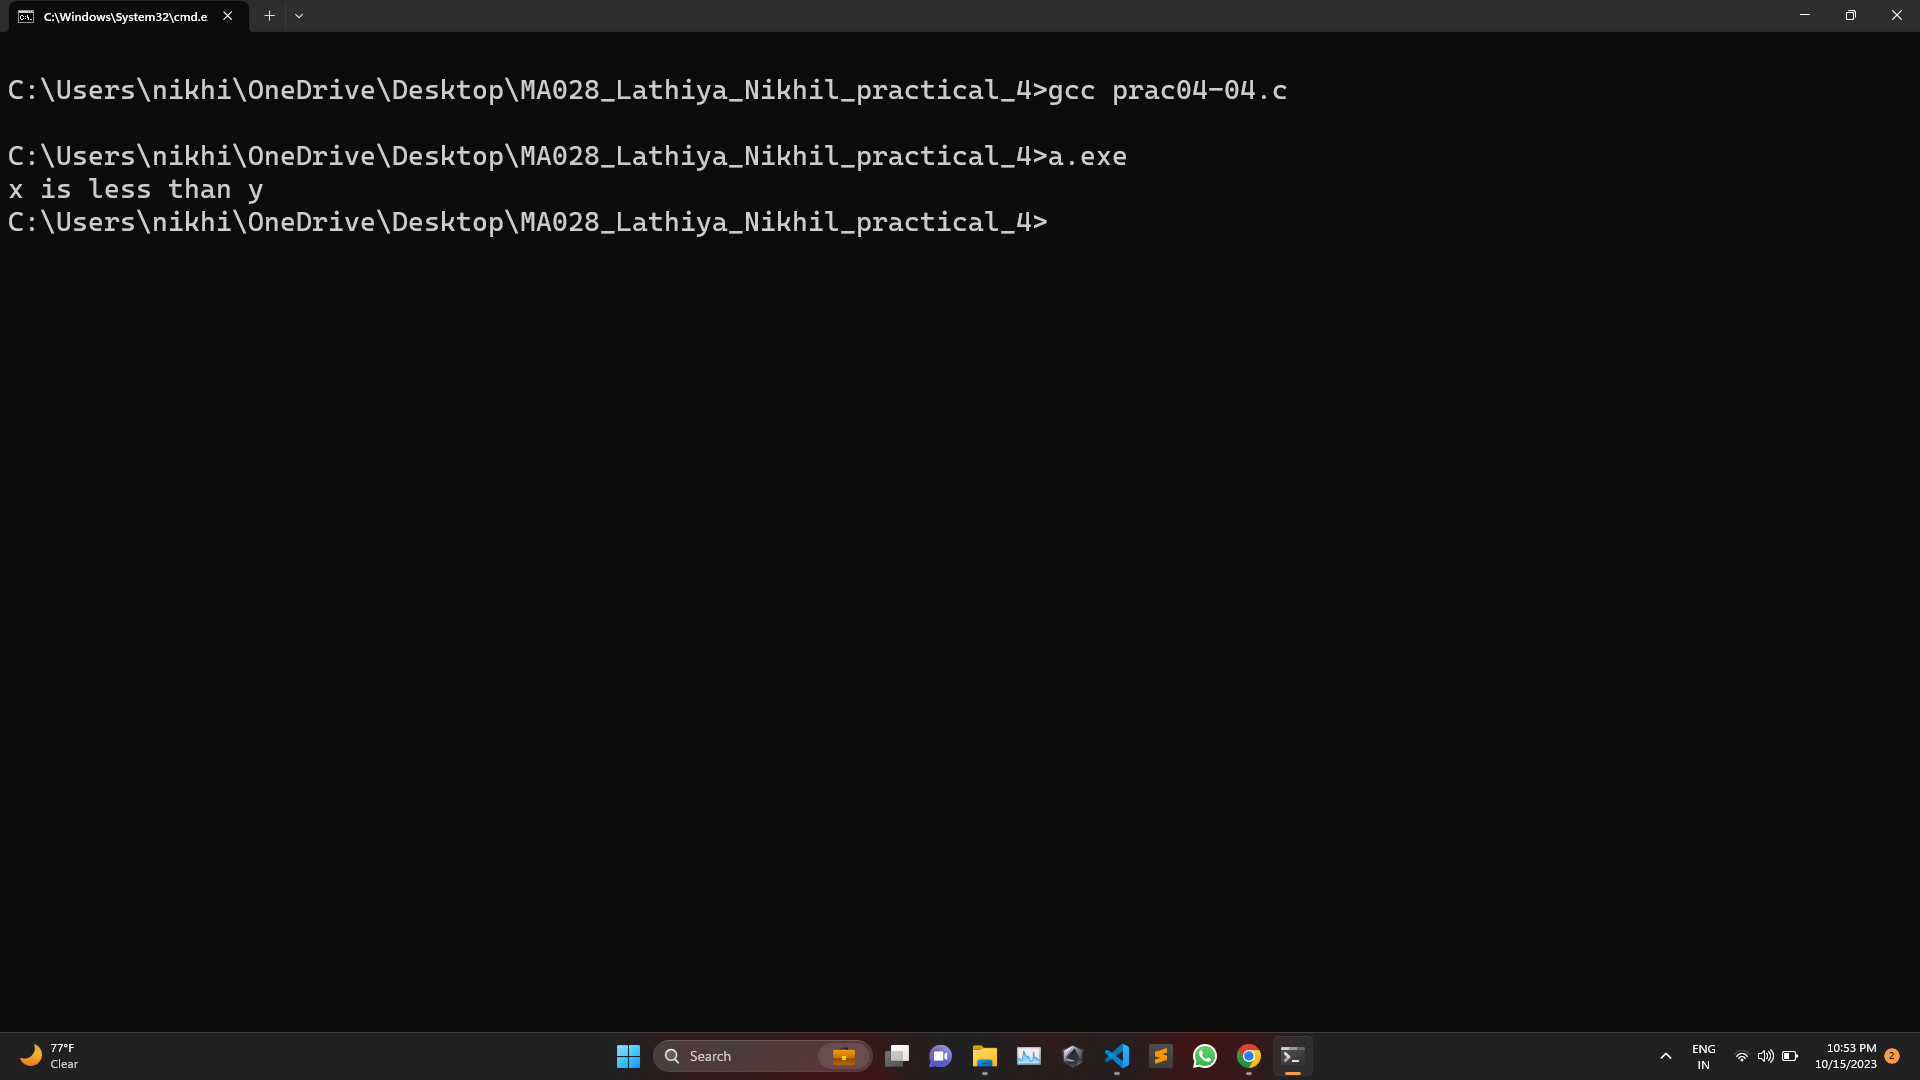 C:\Windows\System32\cmd.e
C:\Users\nikhi\OneDrive\Desktop\MA028_Lathiya_Nikhil_practical_4>gcc prac04-04.c
C:\Users\nikhi\OneDrive\Desktop\MA028_Lathiya_Nikhil_practical_4>a.exe
x is less than y
C:\Users\nikhi\OneDrive\Desktop\MA028_Lathiya_Nikhil_practical_4>
77°F
Clear
Search
ENG
IN
10:53 PM
10/15/2023
2